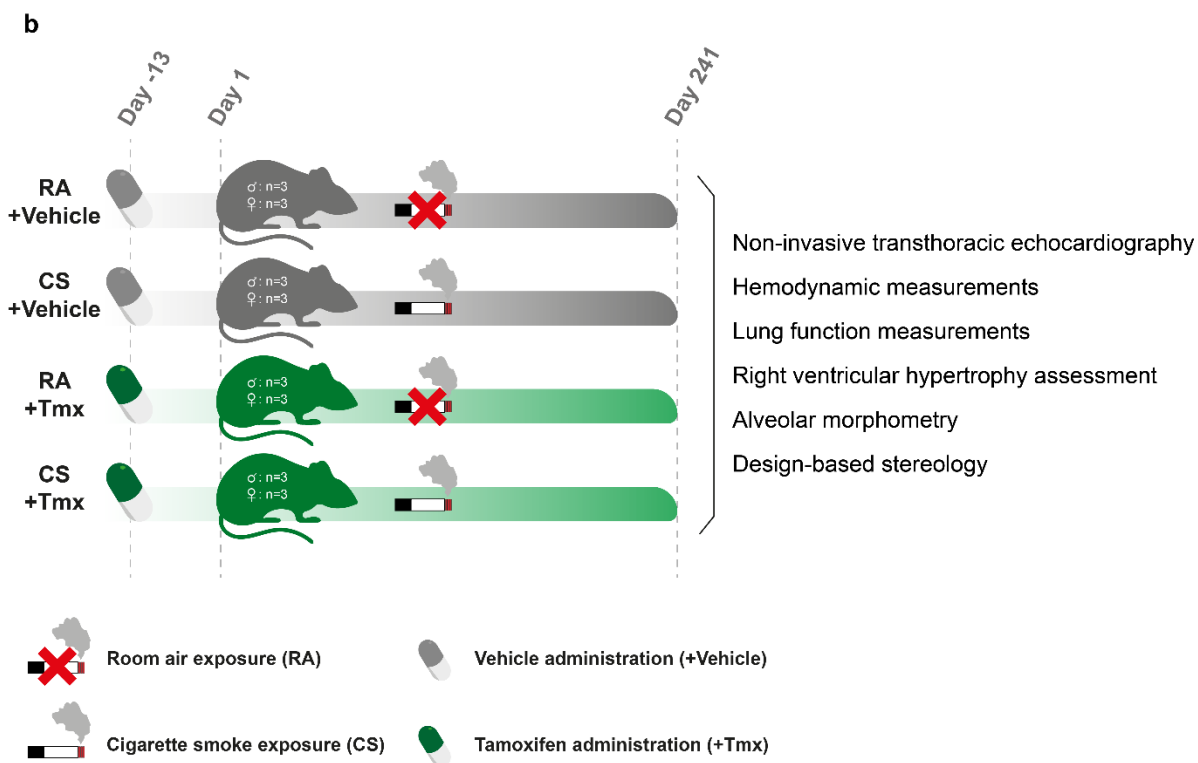 b
Day -13
Day 1
Day 241
RA
+Vehicle
♂: n=3
♀: n=3
CS
+Vehicle
♂: n=3
♀: n=3
RA
+Tmx
♂: n=3
♀: n=3
CS
+Tmx
♂: n=3
♀: n=3
Non-invasive transthoracic echocardiography
Hemodynamic measurements
Lung function measurements
Right ventricular hypertrophy assessment
Alveolar morphometry
Design-based stereology
Room air exposure (RA)
Vehicle administration (+Vehicle)
Cigarette smoke exposure (CS)
Tamoxifen administration (+Tmx)